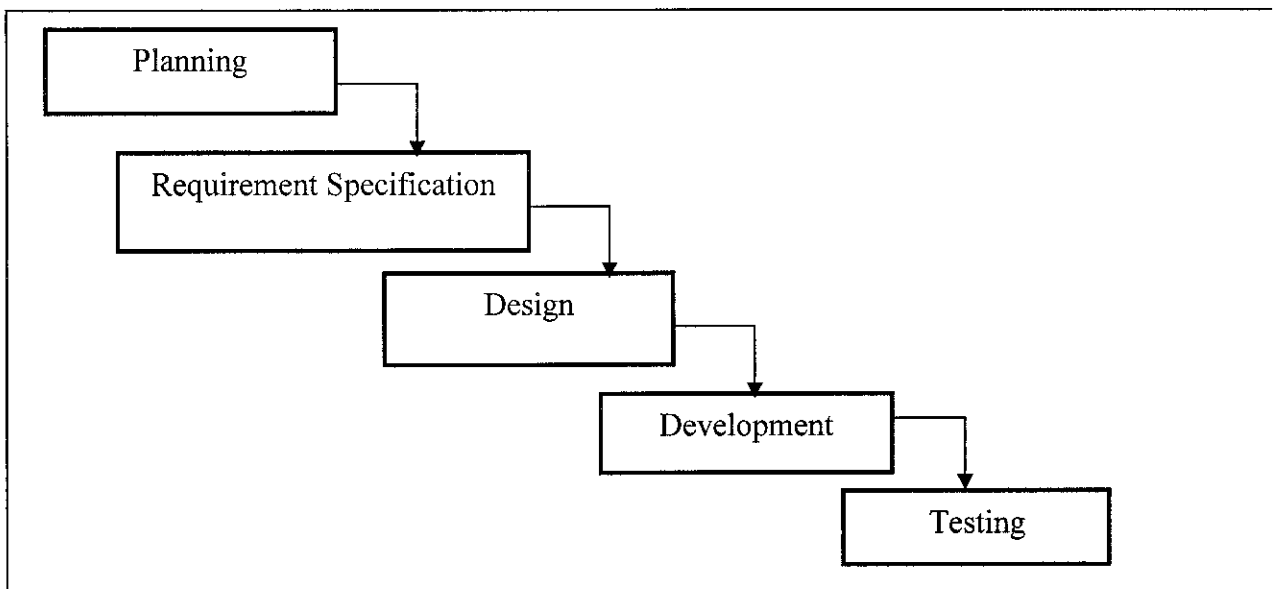 Planning
Requirement Specification
Design
Development
Testing